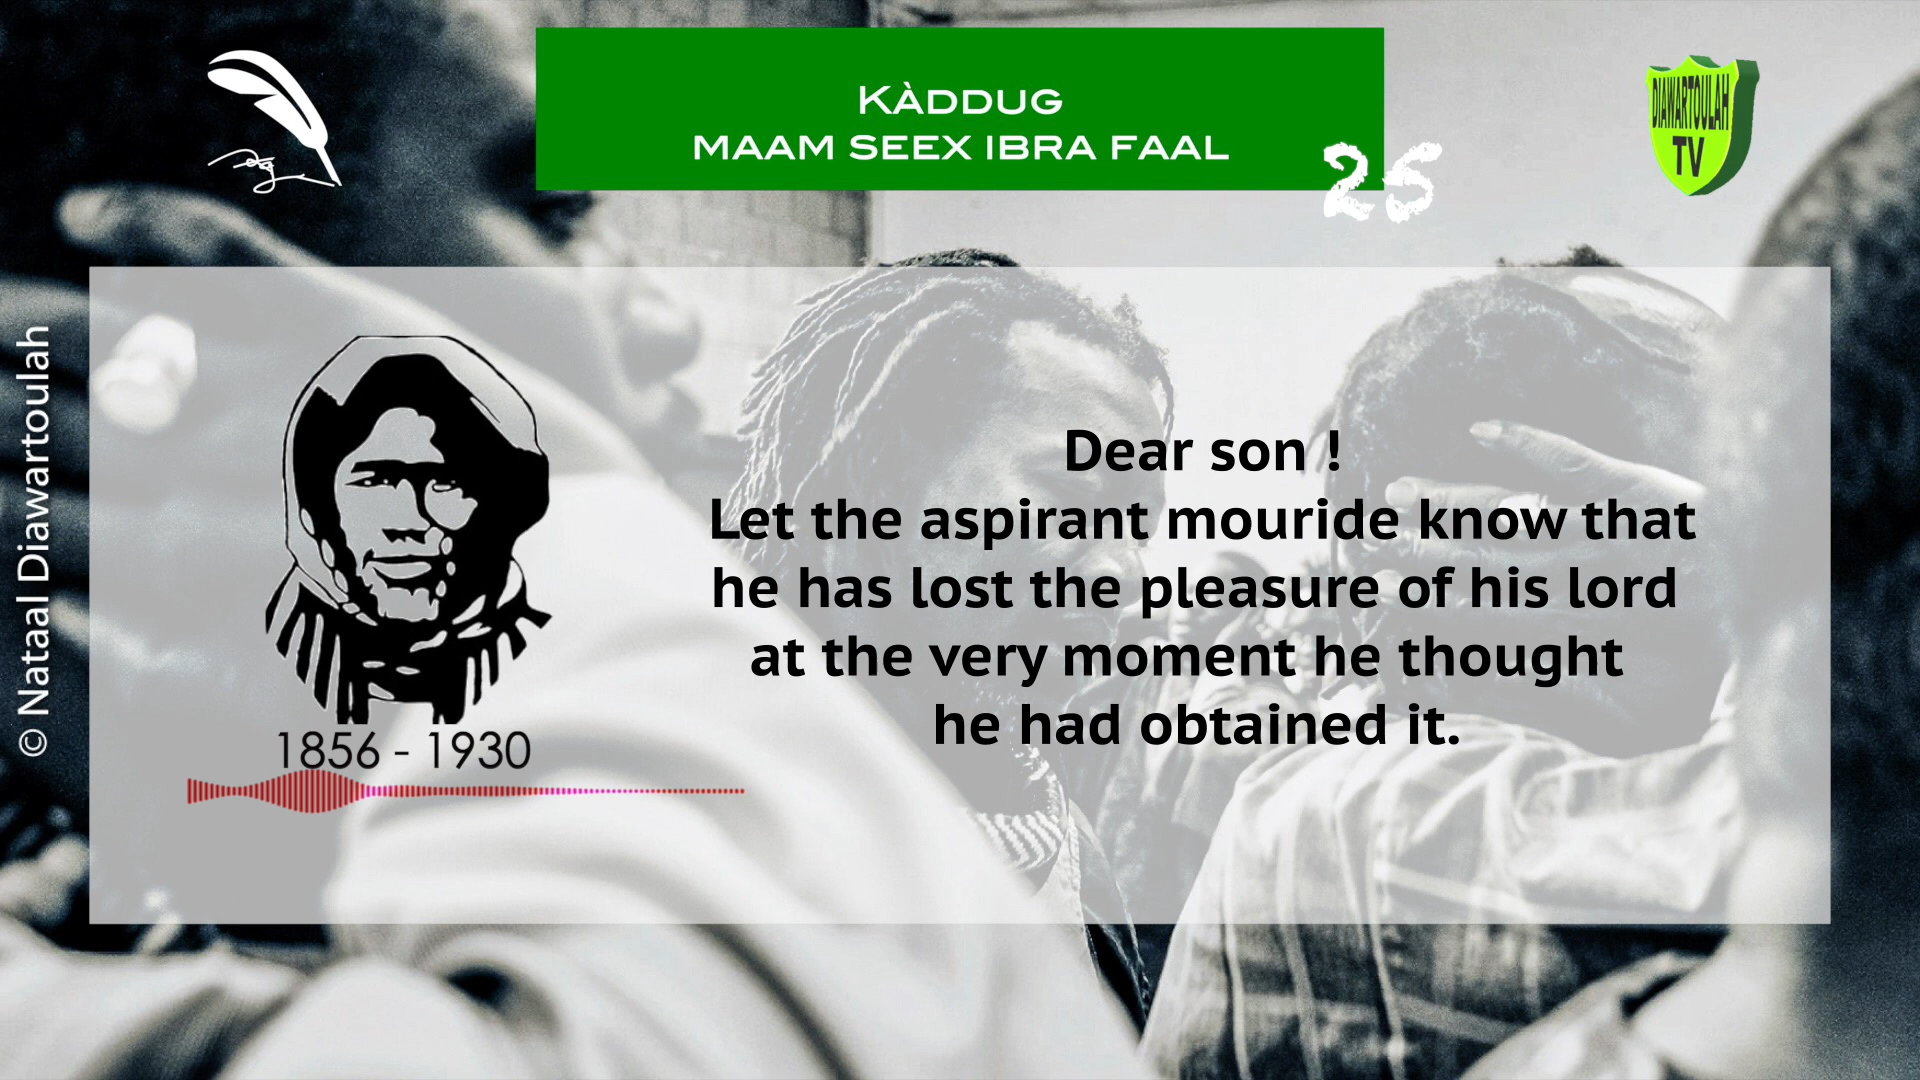 KÀDDUG
MAAM SEEX IBRA FAAL
25
DIAWARTOULAH
TV
© Nataal Diawartoulah
Dear son !
Let the aspirant mouride know that
he has lost the pleasure of his lord
at the very moment he thought
he had obtained it.
1856 - 1930